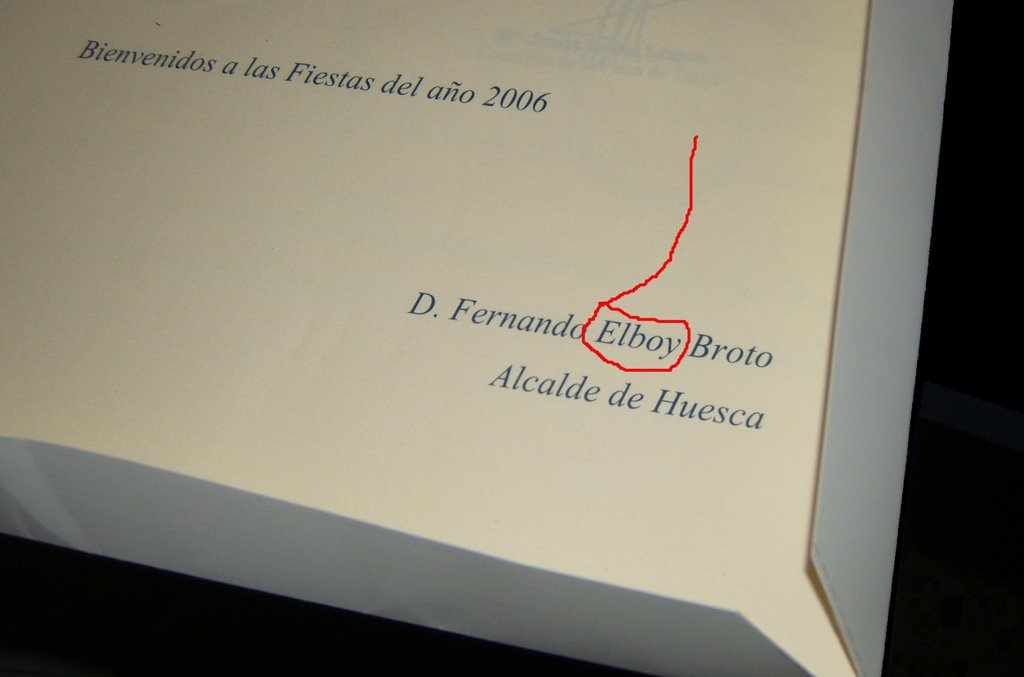 Bienvenidos a las Fiestas del año 2006
D. Fernando Elboy Broto
Alcalde de Huesca